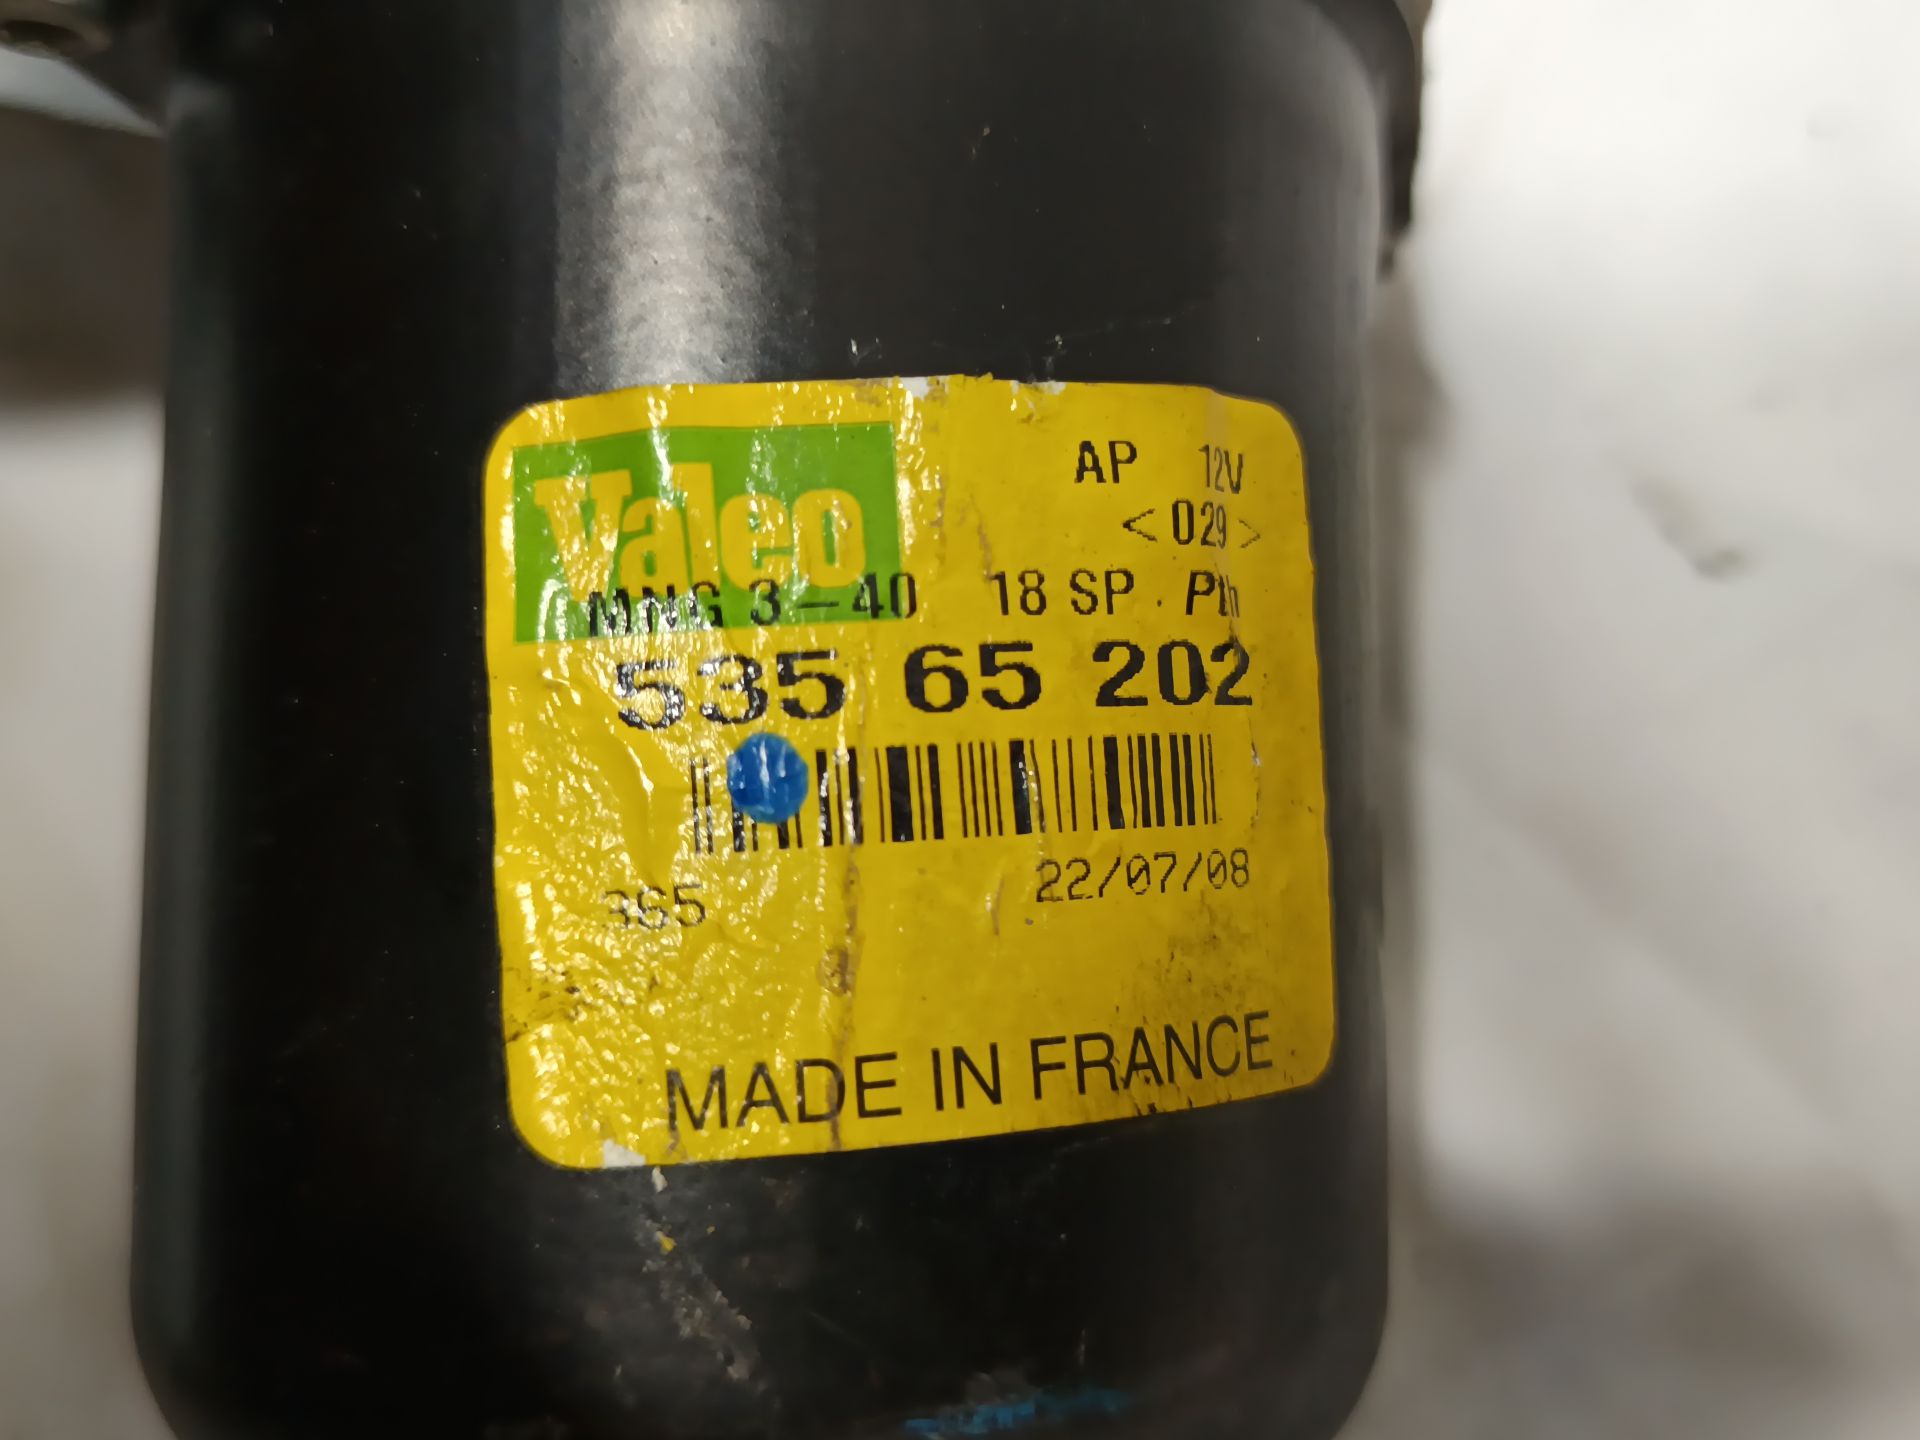 Valeo
AP 12V
<029>
MNG 3-40 18 SP. Pth
535 65 202
365 22/07/08
MADE IN FRANCE